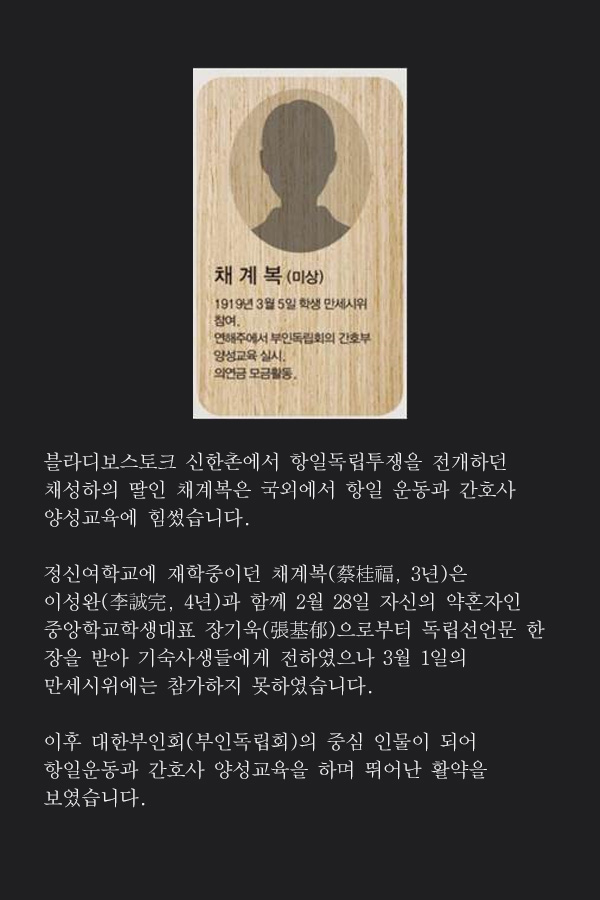 채 계 복 (미상)
1919년 3월 5일 학생 만세시위
참여.
연해주에서 부인독립회의 간호부
양성교육 실시.
의연금 모금활동.
블라디보스토크 신한촌에서 항일독립투쟁을 전개하던
채성하의 딸인 채계복은 국외에서 항일 운동과 간호사
양성교육에 힘썼습니다.
정신여학교에 재학중이던 채계복(蔡桂福, 3년)은
이성완(李誠完, 4년)과 함께 2월 28일 자신의 약혼자인
중앙학교학생대표 장기욱(張基郁)으로부터 독립선언문 한
장을 받아 기숙사생들에게 전하였으나 3월 1일의
만세시위에는 참가하지 못하였습니다.
이후 대한부인회(부인독립회)의 중심 인물이 되어
항일운동과 간호사 양성교육을 하며 뛰어난 활약을
보였습니다.